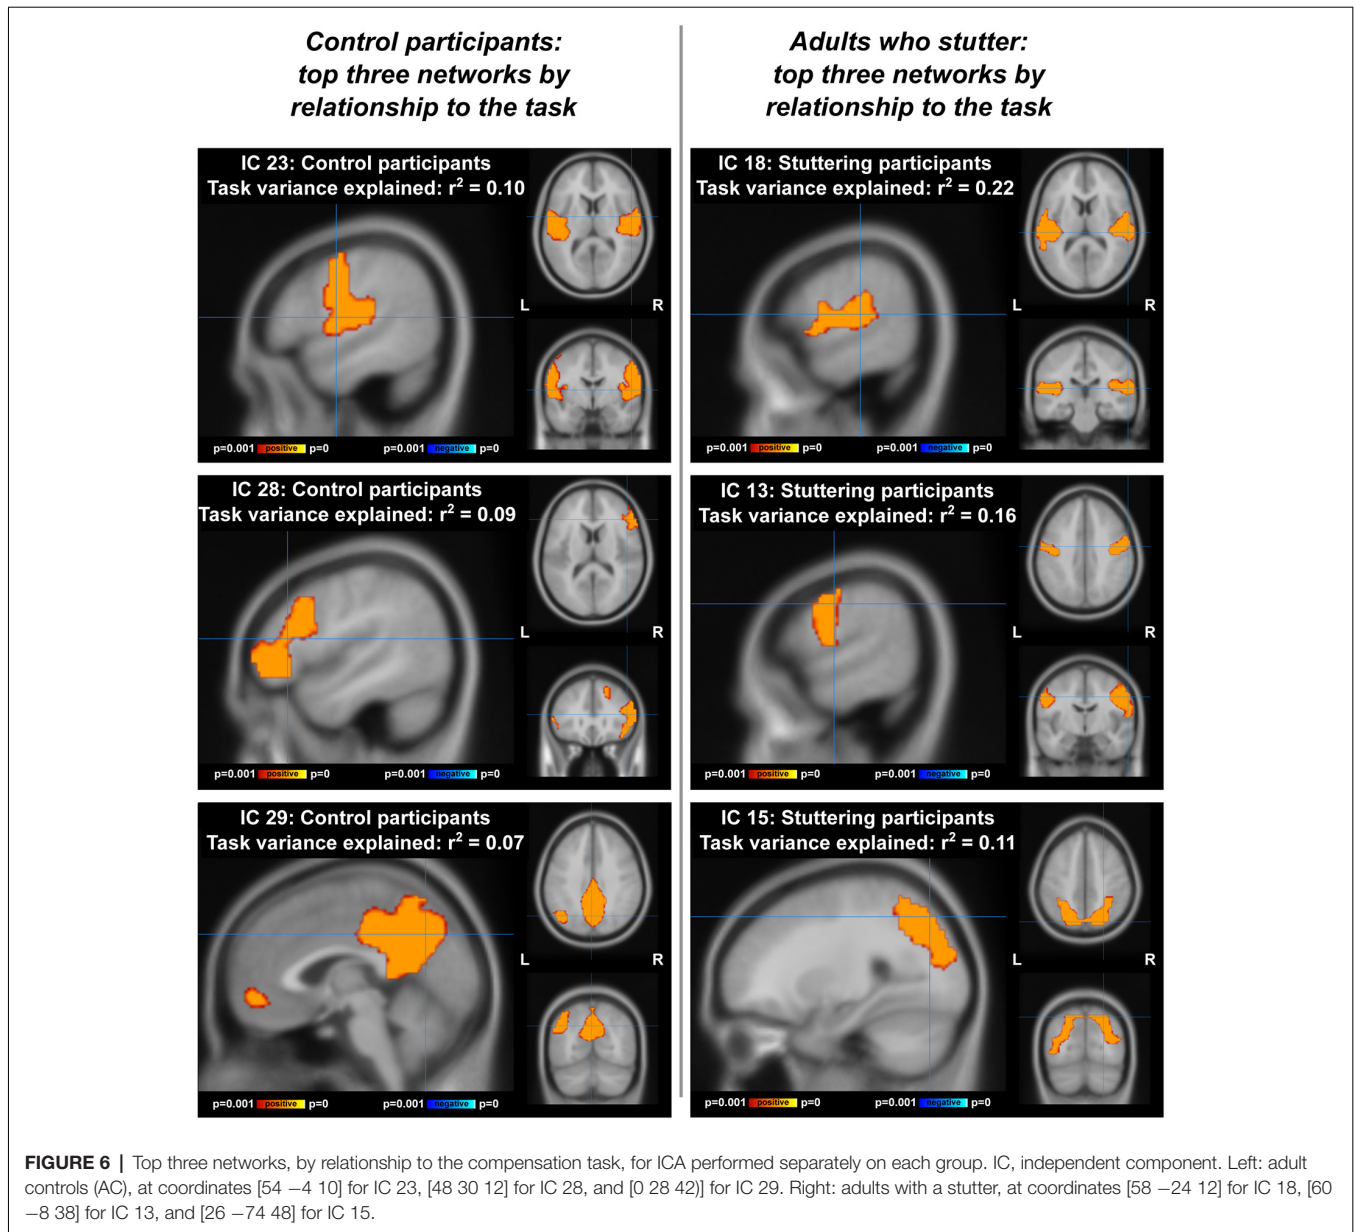 Control participants:
top three networks by
relationship to the task
Adults who stutter:
top three networks by
relationship to the task
IC 23: Control participants
Task variance explained: r² = 0.10
L R
p=0.001 positive p=0 p=0.001 negative p=0
IC 18: Stuttering participants
Task variance explained: r² = 0.22
L R
p=0.001 positive p=0 p=0.001 negative p=0
IC 28: Control participants
Task variance explained: r² = 0.09
L R
p=0.001 positive p=0 p=0.001 negative p=0
IC 13: Stuttering participants
Task variance explained: r² = 0.16
L R
p=0.001 positive p=0 p=0.001 negative p=0
IC 29: Control participants
Task variance explained: r² = 0.07
L R
p=0.001 positive p=0 p=0.001 negative p=0
IC 15: Stuttering participants
Task variance explained: r² = 0.11
L R
p=0.001 positive p=0 p=0.001 negative p=0
FIGURE 6 | Top three networks, by relationship to the compensation task, for ICA performed separately on each group. IC, independent component. Left: adult
controls (AC), at coordinates [54 −4 10] for IC 23, [48 30 12] for IC 28, and [0 28 42)] for IC 29. Right: adults with a stutter, at coordinates [58 −24 12] for IC 18, [60
−8 38] for IC 13, and [26 −74 48] for IC 15.